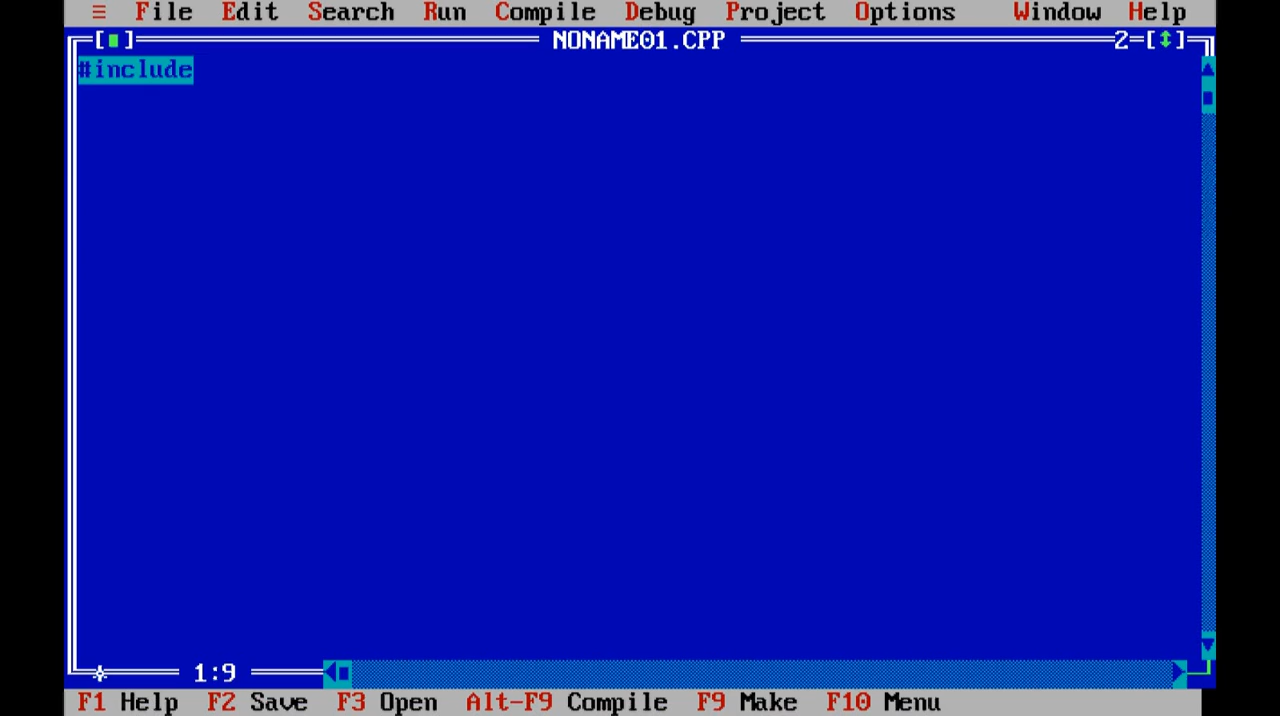 ≡ File Edit Search Run Compile Debug Project Options Window Help
[■] NONAME01.CPP 2=[↕]
#include
* 1:9
F1 Help F2 Save F3 Open Alt-F9 Compile F9 Make F10 Menu